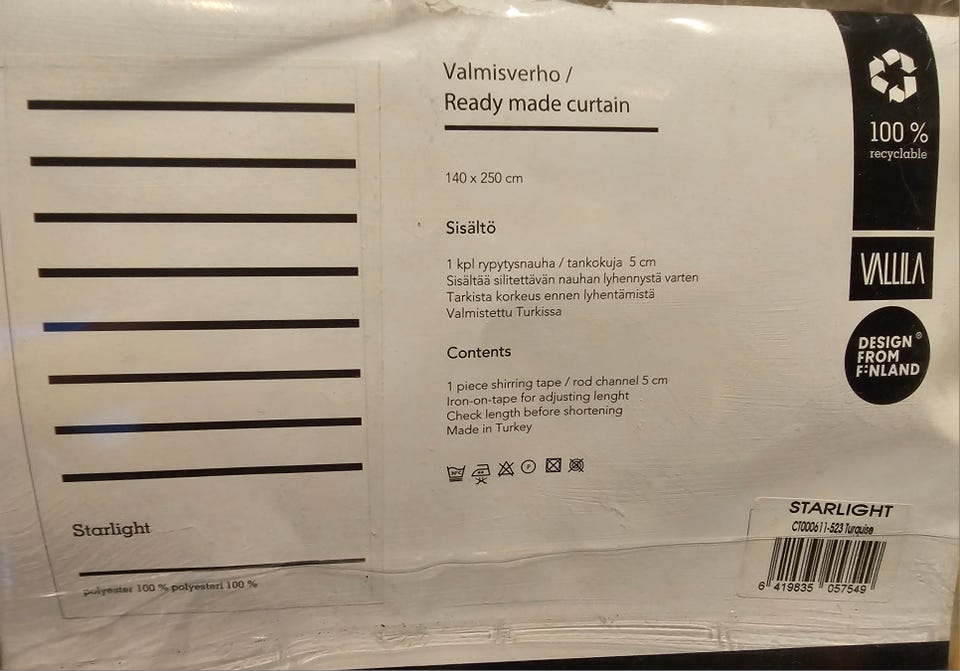 Valmisverho /
Ready made curtain
140 x 250 cm
Sisältö
1 kpl rypytysnauha / tankokuja 5 cm
Sisältää silitettävän nauhan lyhennystä varten
Tarkista korkeus ennen lyhentämistä
Valmistettu Turkissa
Contents
1 piece shirring tape / rod channel 5 cm
Iron-on-tape for adjusting lenght
Check length before shortening
Made in Turkey
30°C
P
Starlight
polyester 100 % polyesteri 100 %
100 %
recyclable
VALLILA
DESIGN ®
FROM
FINLAND
STARLIGHT
CT000611-523 Turquise
6 419835 057549